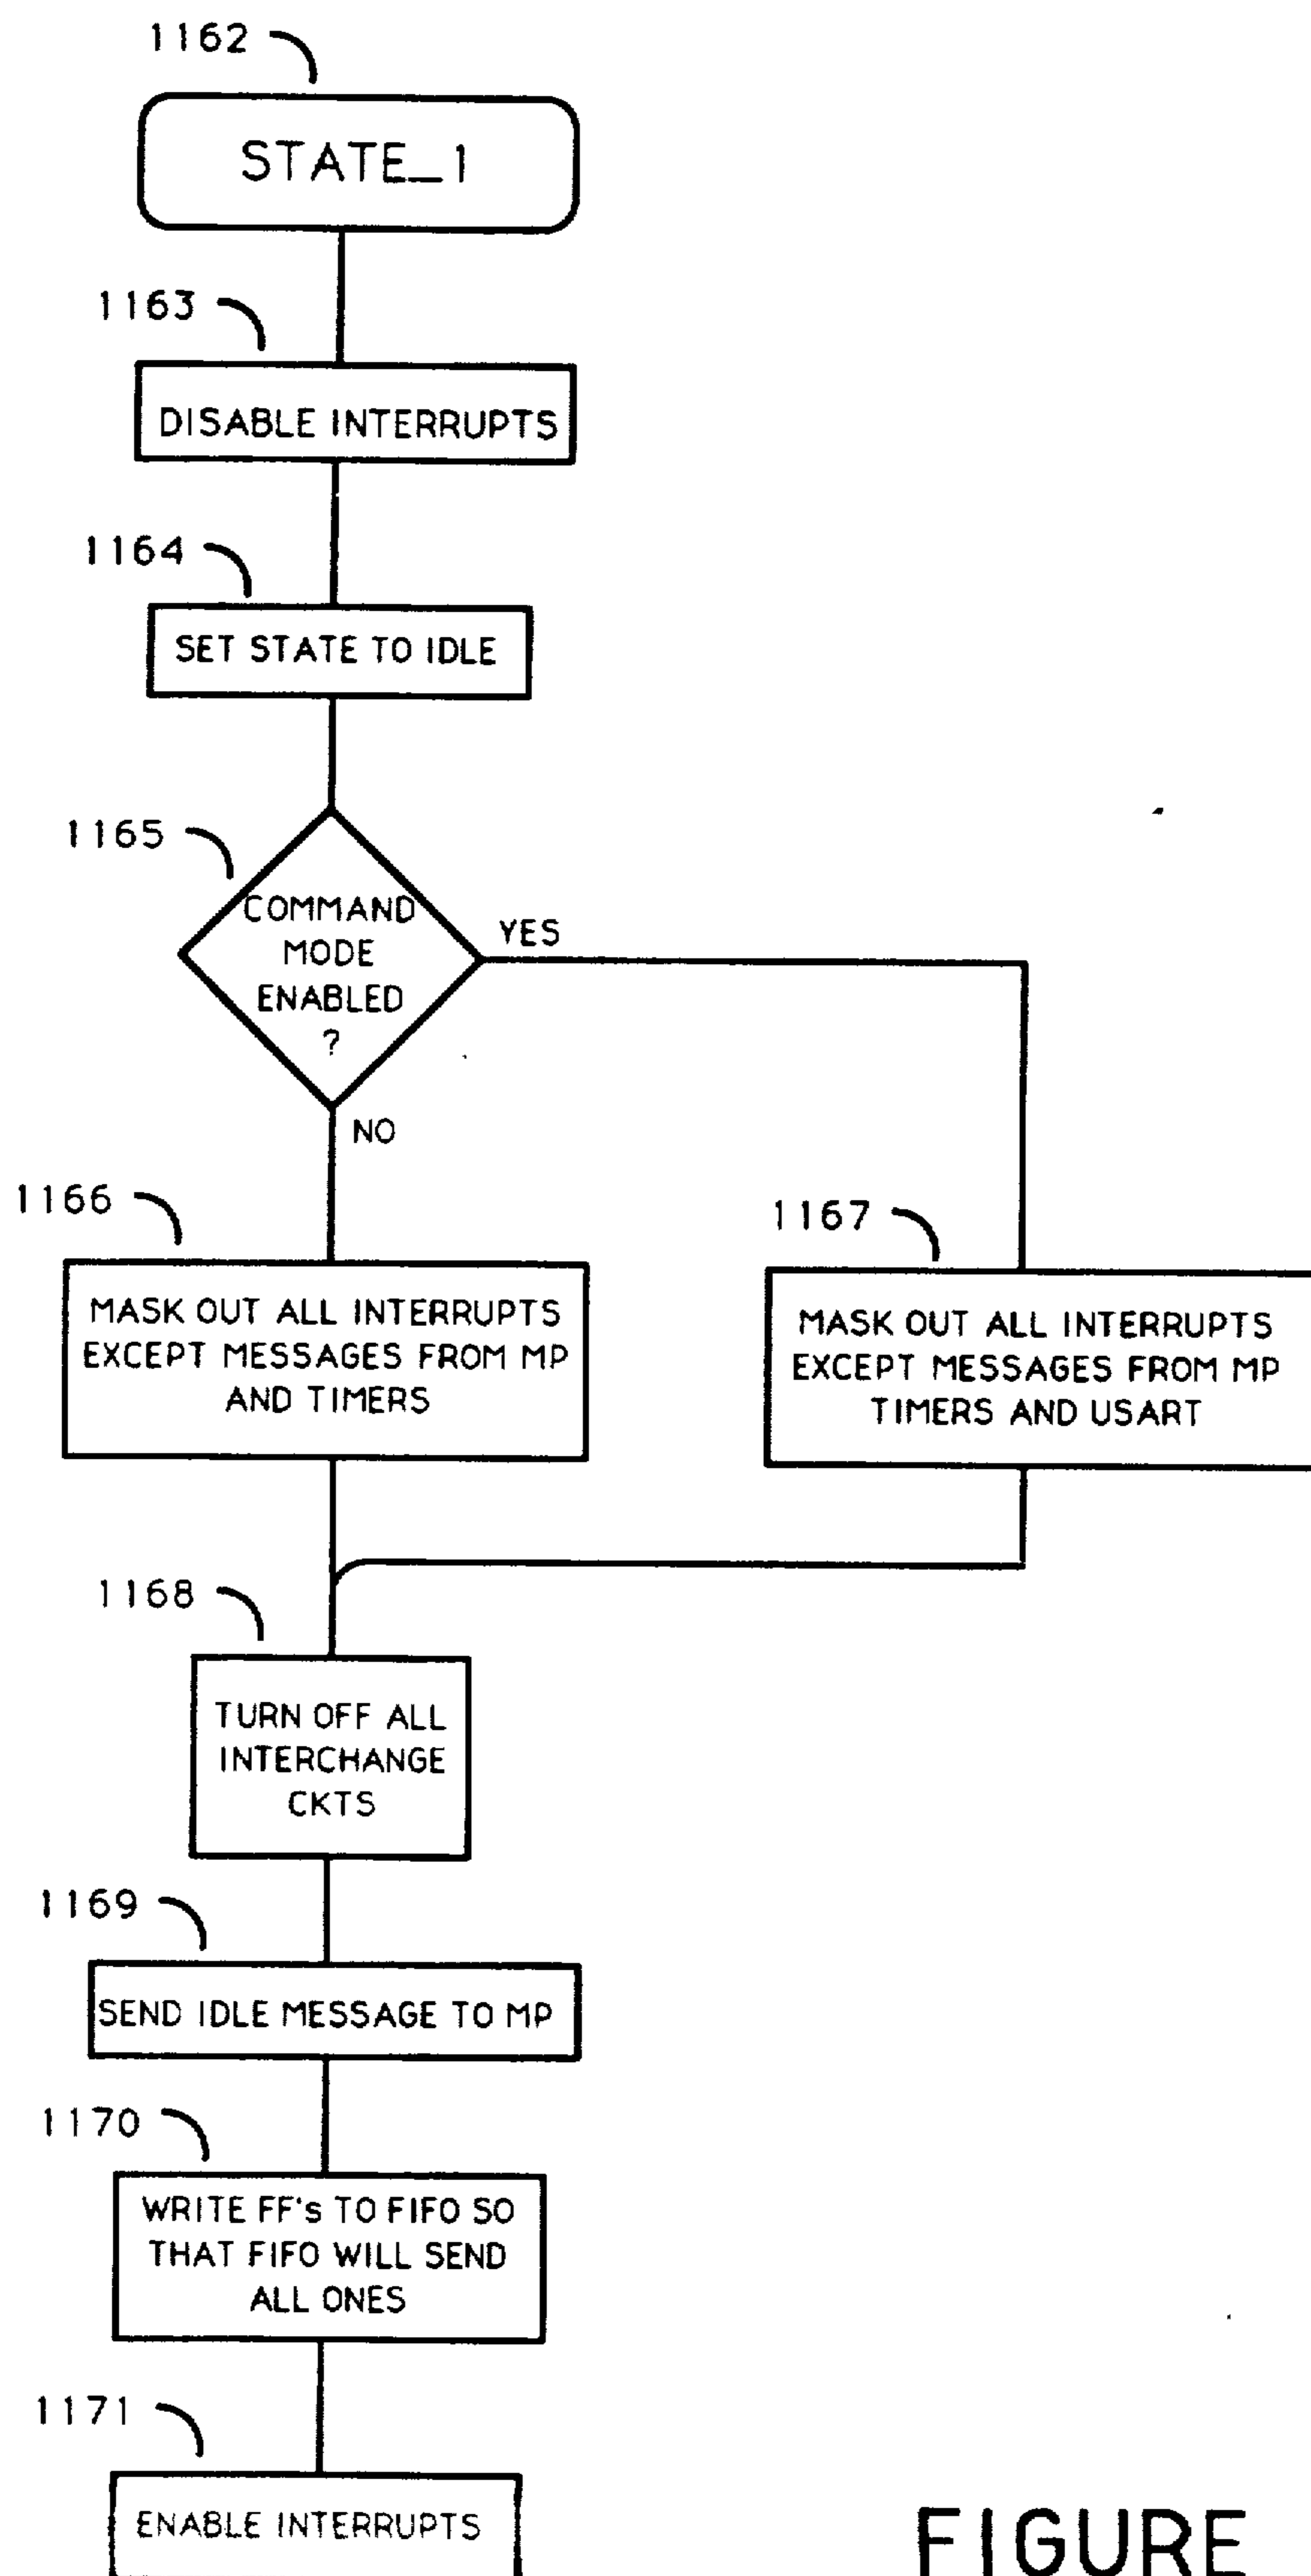 1162
STATE_1
1163
DISABLE INTERRUPTS
1164
SET STATE TO IDLE
1165
COMMAND
MODE
ENABLED
?
YES
NO
1166
MASK OUT ALL INTERRUPTS
EXCEPT MESSAGES FROM MP
AND TIMERS
1167
MASK OUT ALL INTERRUPTS
EXCEPT MESSAGES FROM MP
TIMERS AND USART
1168
TURN OFF ALL
INTERCHANGE
CKTS
1169
SEND IDLE MESSAGE TO MP
1170
WRITE FF's TO FIFO SO
THAT FIFO WILL SEND
ALL ONES
1171
ENABLE INTERRUPTS
FIGURE